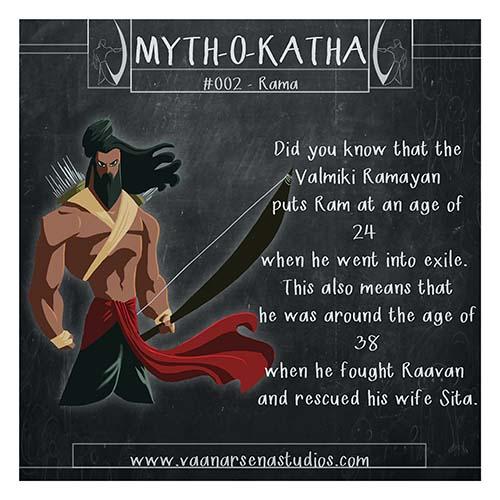 MYTH-O-KATHA
#002 - Rama
Did you know that the
Valmiki Ramayan
puts Ram at an age of
24
when he went into exile.
This also means that
he was around the age of
38
when he fought Raavan
and rescued his wife Sita.
www.vaanarsenastudios.com